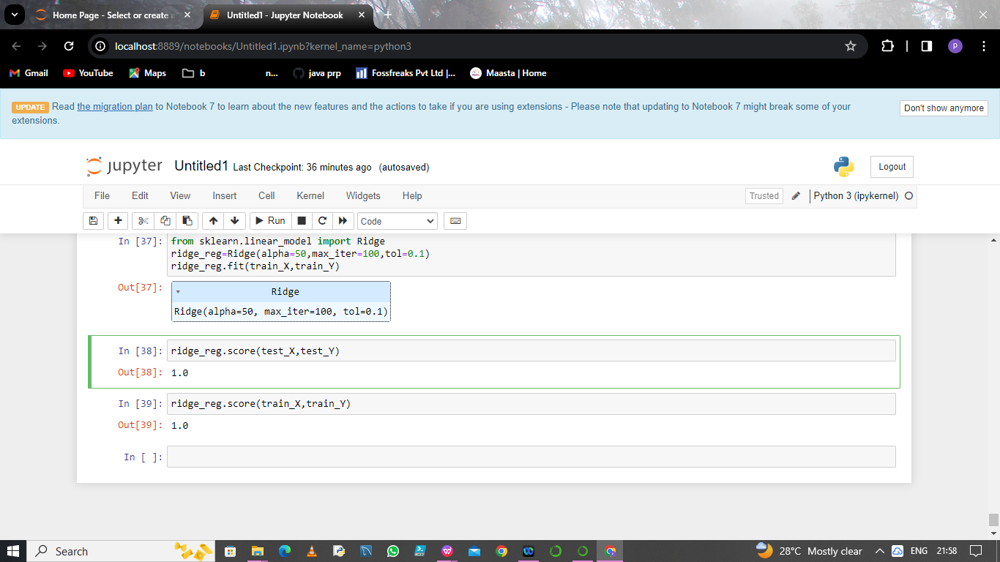 Home Page - Select or create a
Untitled1 - Jupyter Notebook
localhost:8889/notebooks/Untitled1.ipynb?kernel_name=python3
p
Gmail
YouTube
Maps
b
n...
java prp
Fossfreaks Pvt Ltd |...
Maasta | Home
UPDATE Read the migration plan to Notebook 7 to learn about the new features and the actions to take if you are using extensions - Please note that updating to Notebook 7 might break some of your
extensions.
Don't show anymore
jupyter Untitled1 Last Checkpoint: 36 minutes ago (autosaved)
Logout
File Edit View Insert Cell Kernel Widgets Help
Trusted
Python 3 (ipykernel)
Run
Code
In [37]: from sklearn.linear_model import Ridge
ridge_reg=Ridge(alpha=50,max_iter=100,tol=0.1)
ridge_reg.fit(train_X,train_Y)
Out[37]:
Ridge
Ridge(alpha=50, max_iter=100, tol=0.1)
In [38]: ridge_reg.score(test_X,test_Y)
Out[38]: 1.0
In [39]: ridge_reg.score(train_X,train_Y)
Out[39]: 1.0
In [ ]:
Search
28°C Mostly clear
ENG
21:58